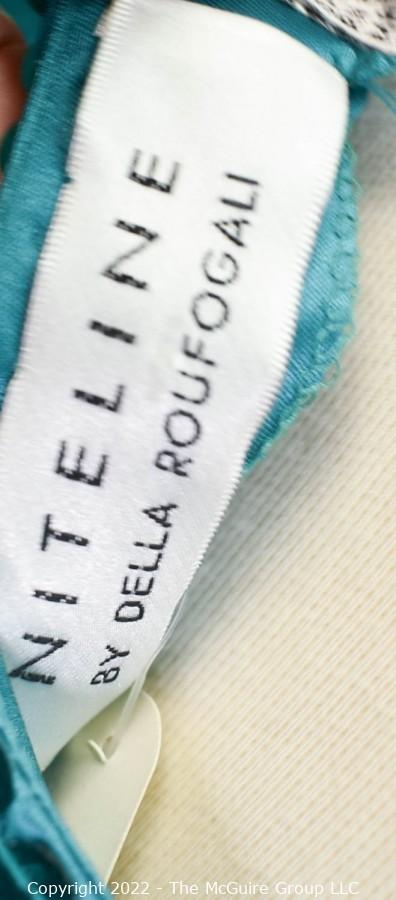 NITELINE
BY DELLA ROUFOGALI
Copyright 2022 - The McGuire Group LLC